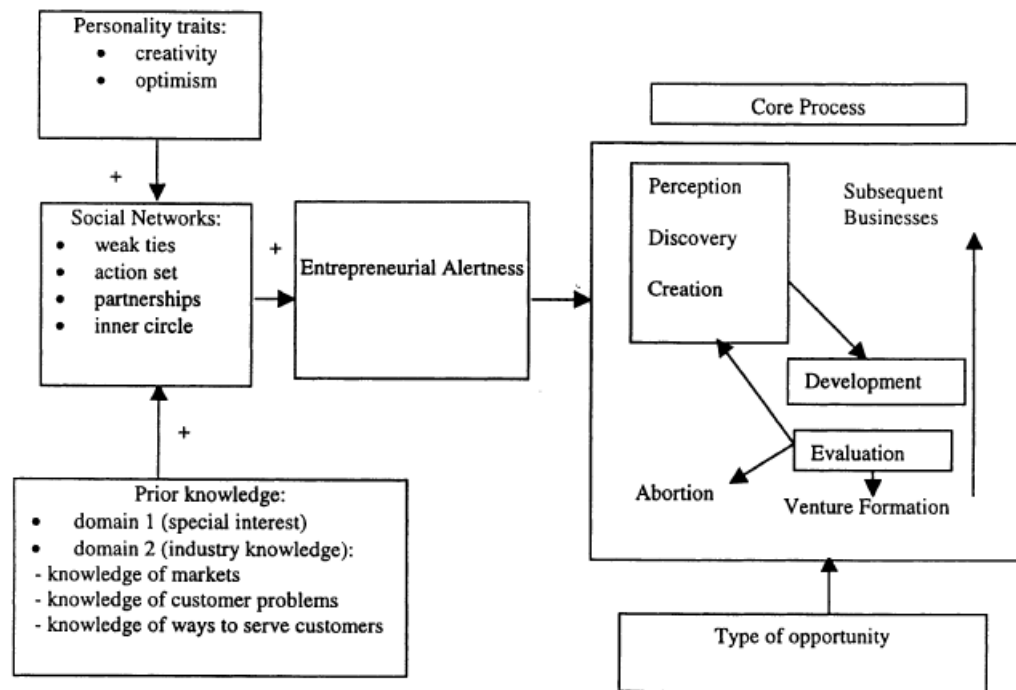 Personality traits:
• creativity
• optimism
+
Social Networks:
• weak ties
• action set
• partnerships
• inner circle
+
Entrepreneurial Alertness
+
Prior knowledge:
• domain 1 (special interest)
• domain 2 (industry knowledge):
- knowledge of markets
- knowledge of customer problems
- knowledge of ways to serve customers
Core Process
Perception
Discovery
Creation
Subsequent
Businesses
Development
Evaluation
Abortion
Venture Formation
Type of opportunity